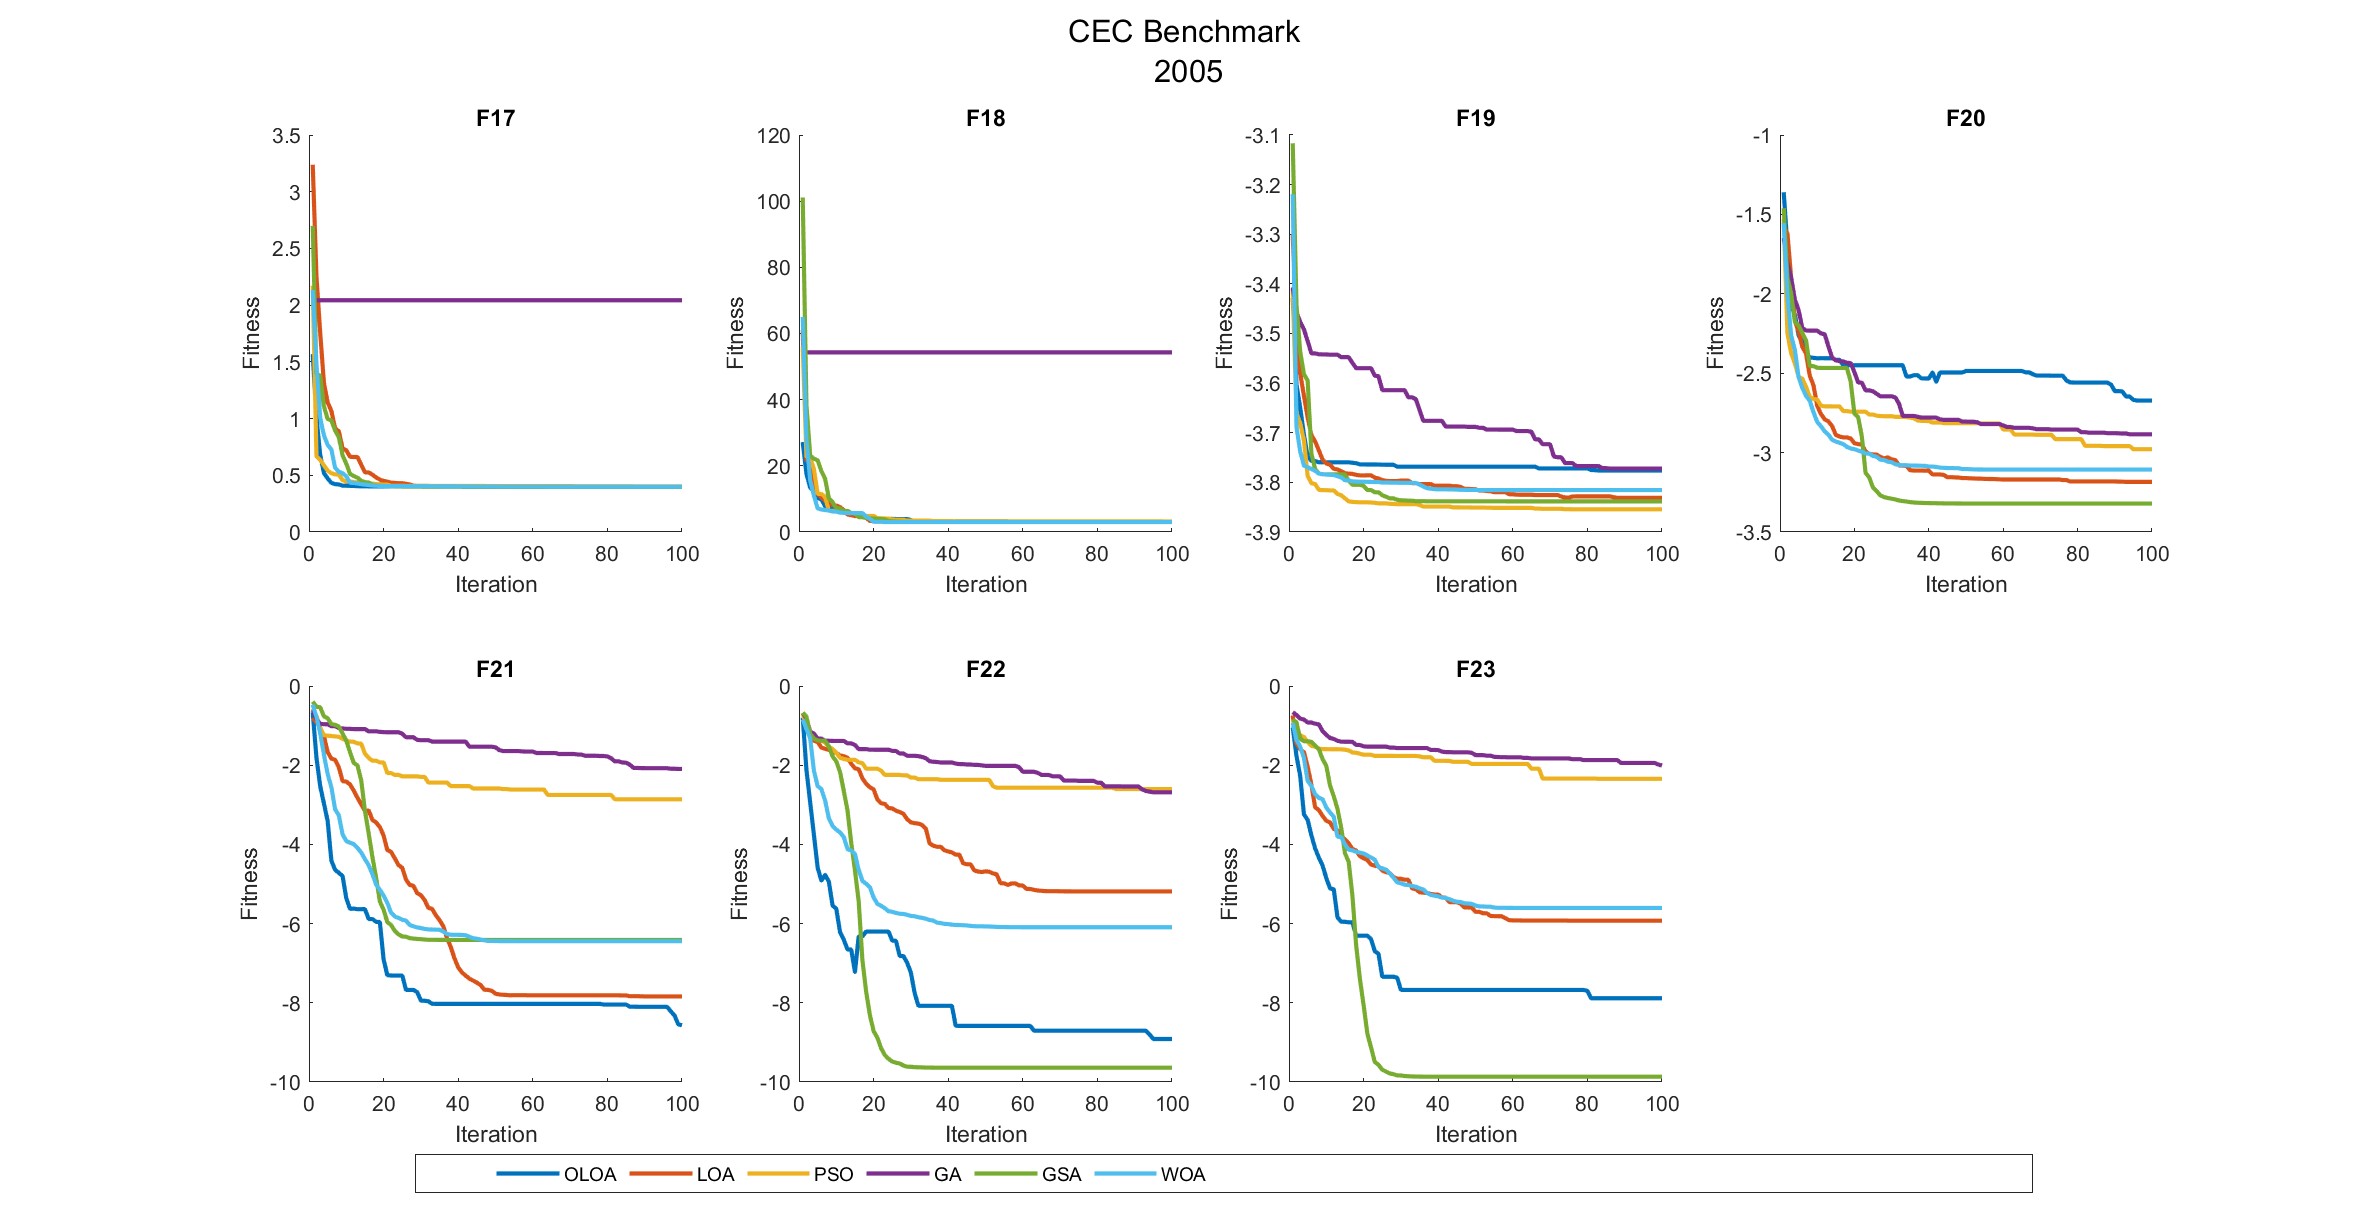 CEC Benchmark
2005
F17
3.5
3
2.5
2
1.5
1
0.5
0
Fitness
0 20 40 60 80 100
Iteration
F18
120
100
80
60
40
20
0
Fitness
0 20 40 60 80 100
Iteration
F19
-3.1
-3.2
-3.3
-3.4
-3.5
-3.6
-3.7
-3.8
-3.9
Fitness
0 20 40 60 80 100
Iteration
F20
-1
-1.5
-2
-2.5
-3
-3.5
Fitness
0 20 40 60 80 100
Iteration
F21
0
-2
-4
-6
-8
-10
Fitness
0 20 40 60 80 100
Iteration
F22
0
-2
-4
-6
-8
-10
Fitness
0 20 40 60 80 100
Iteration
F23
0
-2
-4
-6
-8
-10
Fitness
0 20 40 60 80 100
Iteration
OLOA LOA PSO GA GSA WOA